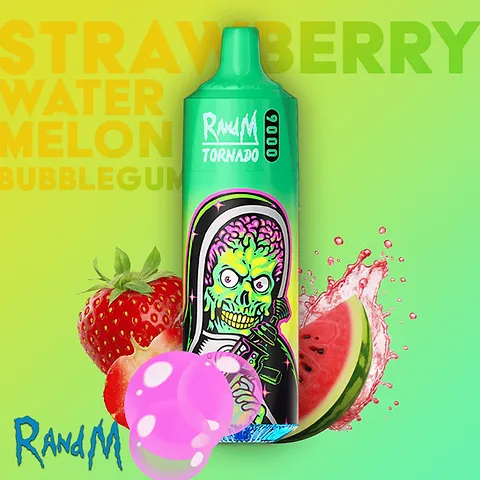 STRAWBERRY
WATER
MELON
BUBBLEGUM
RANDM
TORNADO
9000
RANDM